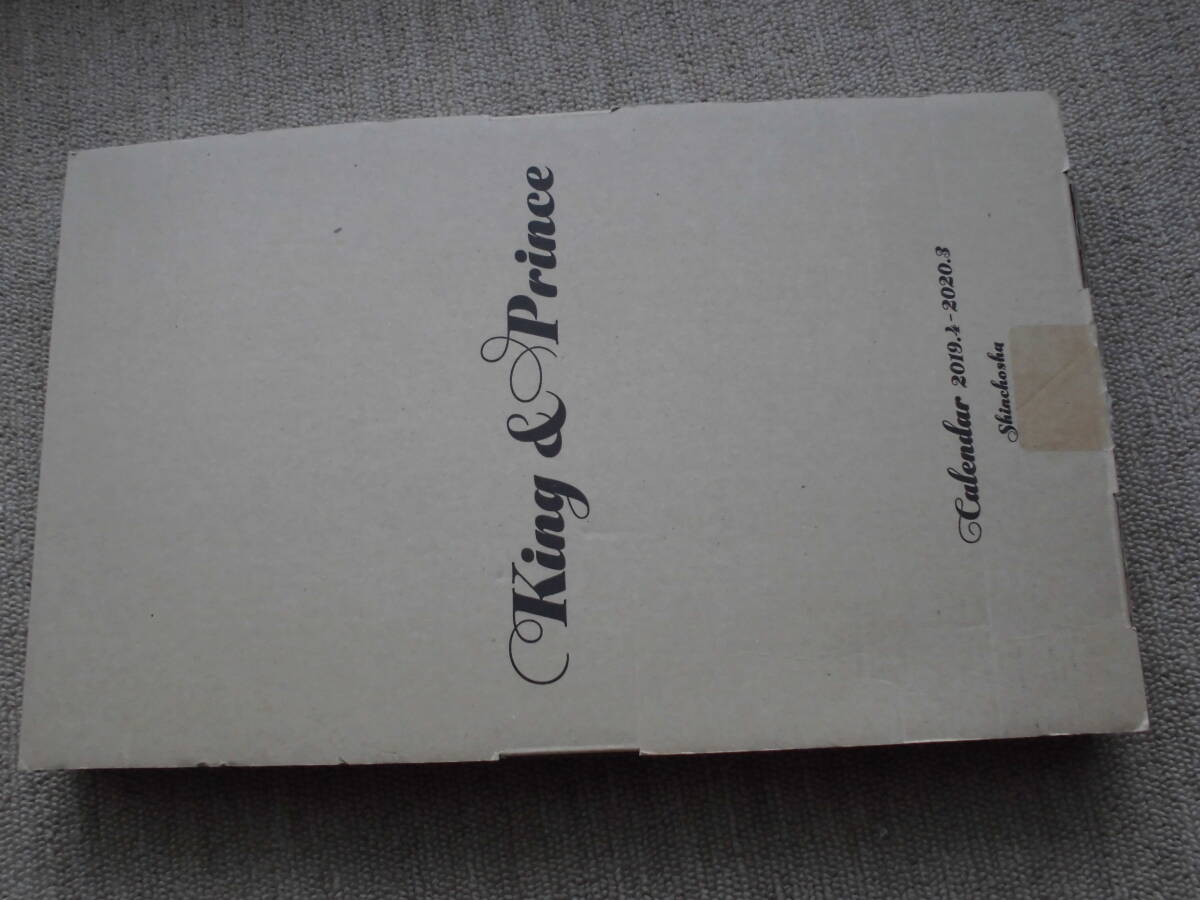 King & Prince
Calendar 2019.4-2020.3
Shinchosha